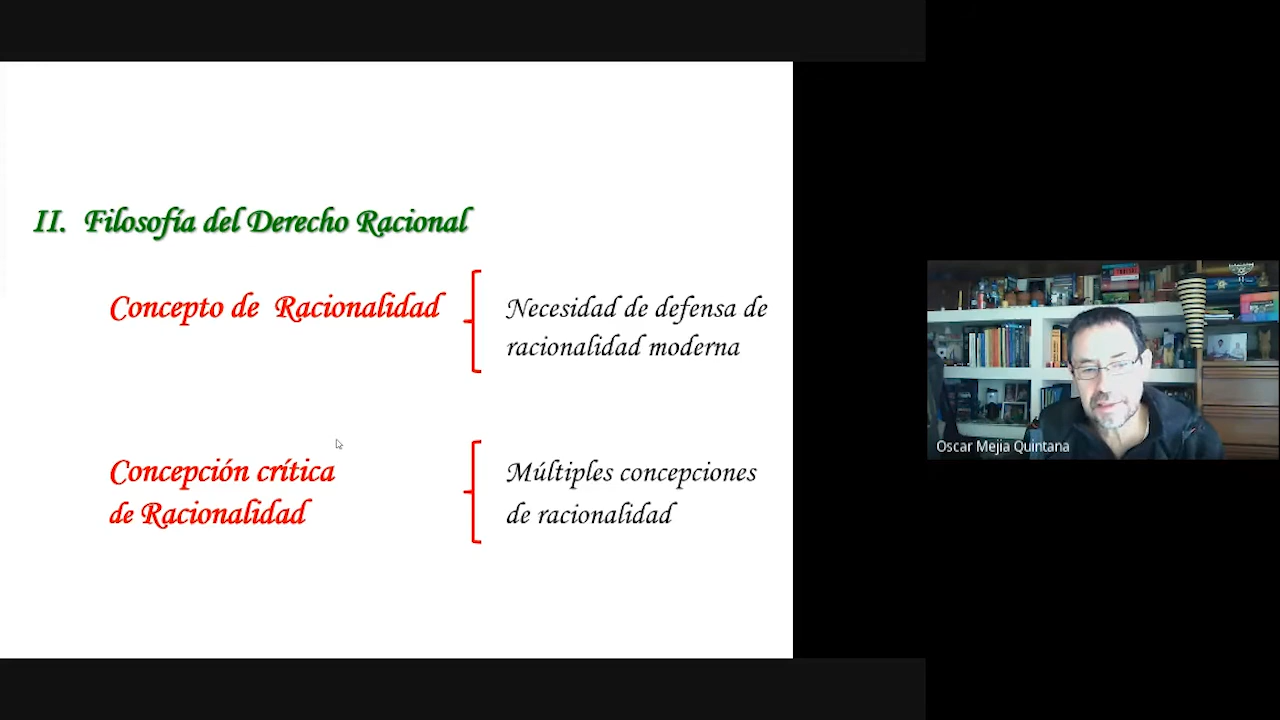 II. Filosofía del Derecho Racional
Concepto de Racionalidad
Necesidad de defensa de
racionalidad moderna
Concepción crítica
de Racionalidad
Múltiples concepciones
de racionalidad
Oscar Mejia Quintana